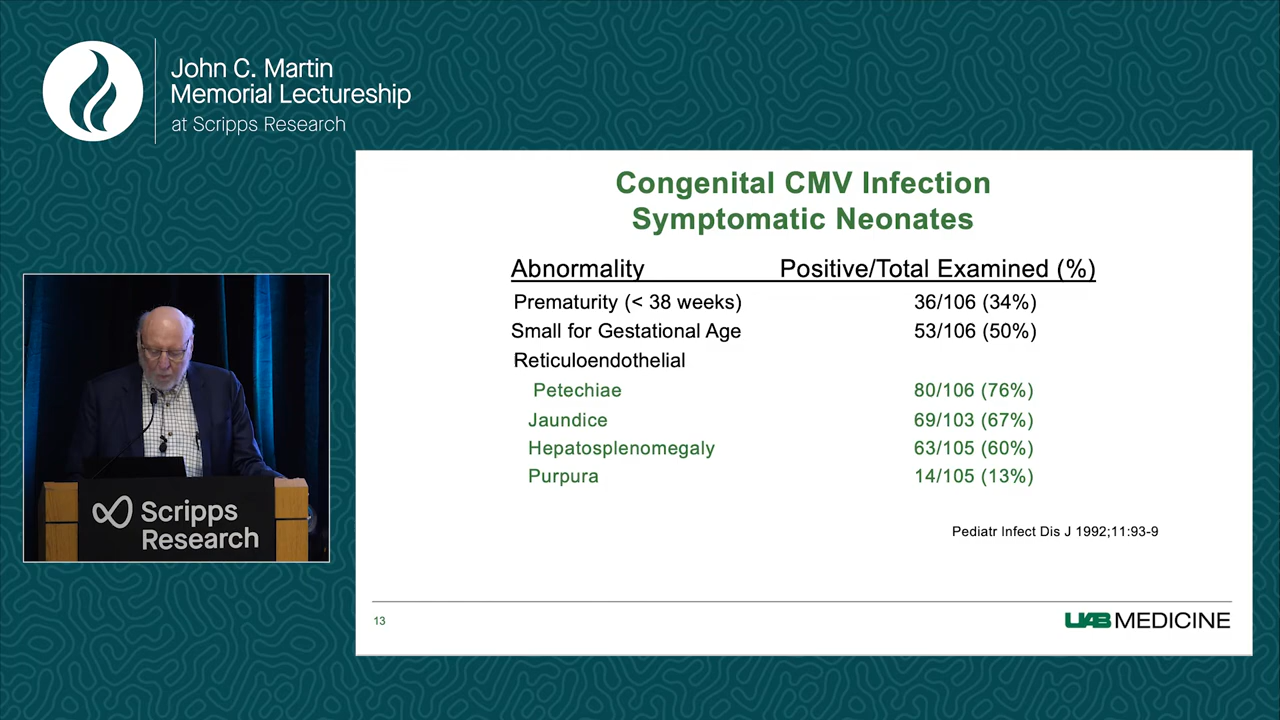 John C. Martin
Memorial Lectureship
at Scripps Research
Congenital CMV Infection
Symptomatic Neonates
Abnormality Positive/Total Examined (%)
Prematurity (< 38 weeks) 36/106 (34%)
Small for Gestational Age 53/106 (50%)
Reticuloendothelial
Petechiae 80/106 (76%)
Jaundice 69/103 (67%)
Hepatosplenomegaly 63/105 (60%)
Purpura 14/105 (13%)
Pediatr Infect Dis J 1992;11:93-9
13
UAB MEDICINE
Scripps
Research